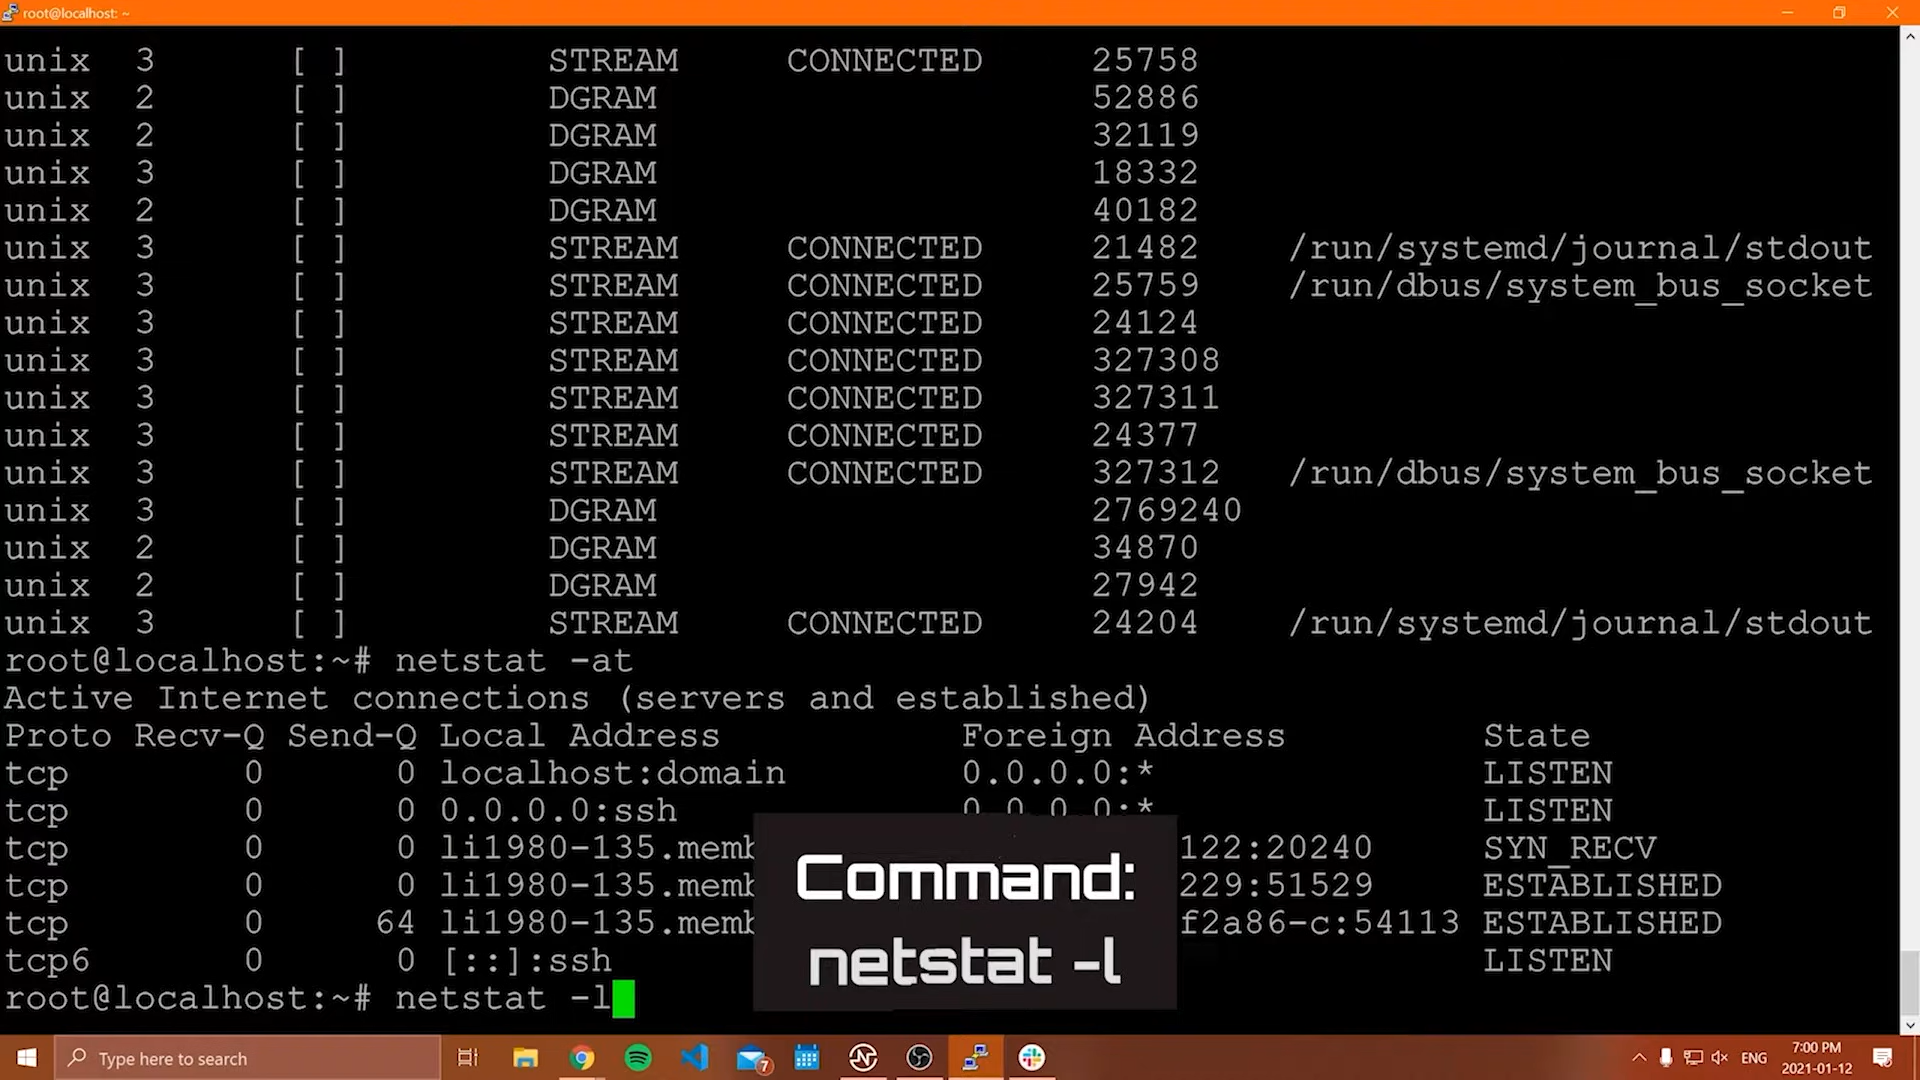 root@localhost: ~
unix 3 [ ] STREAM CONNECTED 25758
unix 2 [ ] DGRAM 52886
unix 2 [ ] DGRAM 32119
unix 3 [ ] DGRAM 18332
unix 2 [ ] DGRAM 40182
unix 3 [ ] STREAM CONNECTED 21482 /run/systemd/journal/stdout
unix 3 [ ] STREAM CONNECTED 25759 /run/dbus/system_bus_socket
unix 3 [ ] STREAM CONNECTED 24124
unix 3 [ ] STREAM CONNECTED 327308
unix 3 [ ] STREAM CONNECTED 327311
unix 3 [ ] STREAM CONNECTED 24377
unix 3 [ ] STREAM CONNECTED 327312 /run/dbus/system_bus_socket
unix 3 [ ] DGRAM 2769240
unix 2 [ ] DGRAM 34870
unix 2 [ ] DGRAM 27942
unix 3 [ ] STREAM CONNECTED 24204 /run/systemd/journal/stdout
root@localhost:~# netstat -at
Active Internet connections (servers and established)
Proto Recv-Q Send-Q Local Address Foreign Address State
tcp 0 0 localhost:domain 0.0.0.0:* LISTEN
tcp 0 0 0.0.0.0:ssh 0.0.0.0:* LISTEN
tcp 0 0 li1980-135.memb 122:20240 SYN_RECV
tcp 0 0 li1980-135.memb 229:51529 ESTABLISHED
tcp 0 64 li1980-135.memb f2a86-c:54113 ESTABLISHED
tcp6 0 0 [::]:ssh LISTEN
root@localhost:~# netstat -l
Command:
netstat -l
Type here to search
7
ENG
7:00 PM
2021-01-12